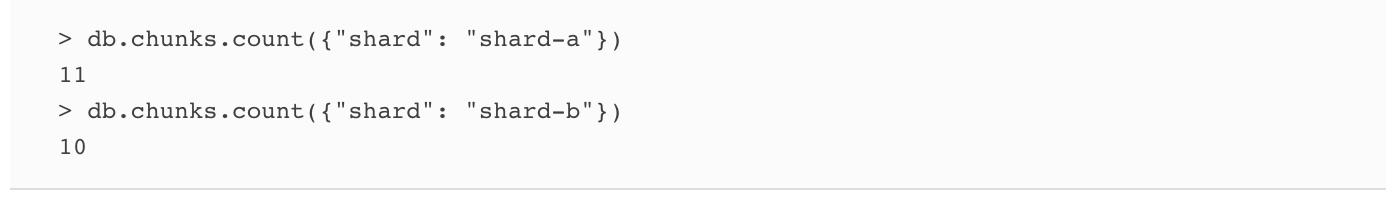 > db.chunks.count({"shard": "shard-a"})
11
> db.chunks.count({"shard": "shard-b"})
10